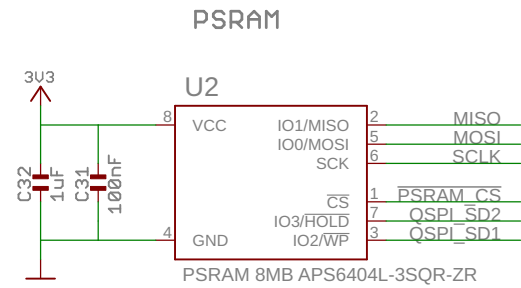 PSRAM
3V3
U2
8 VCC IO1/MISO 2 MISO
IO0/MOSI 5 MOSI
SCK 6 SCLK
C32 1uF C31 100nF
CS 1 PSRAM_CS
IO3/HOLD 7 QSPI_SD2
4 GND IO2/WP 3 QSPI_SD1
PSRAM 8MB APS6404L-3SQR-ZR